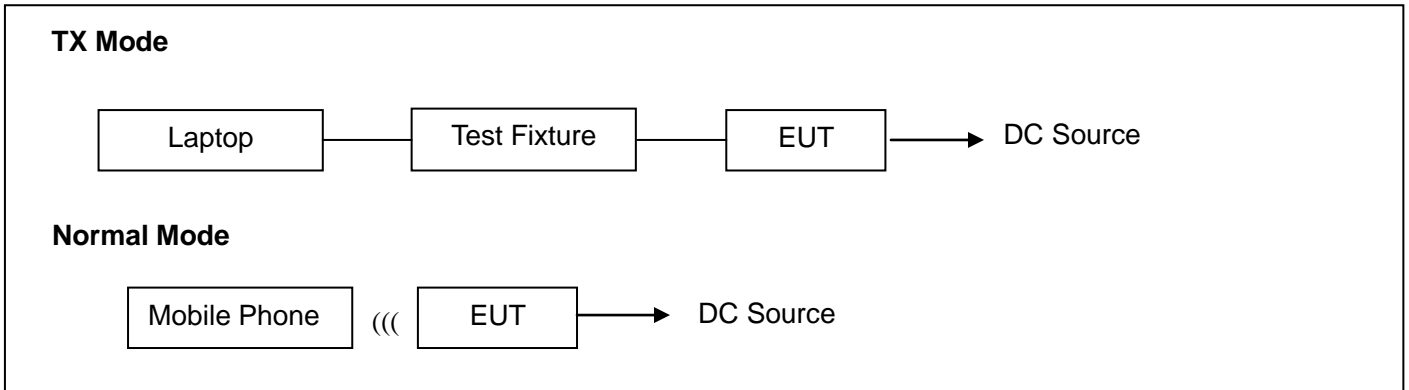 TX Mode
Laptop Test Fixture EUT DC Source
Normal Mode
Mobile Phone ((( EUT DC Source